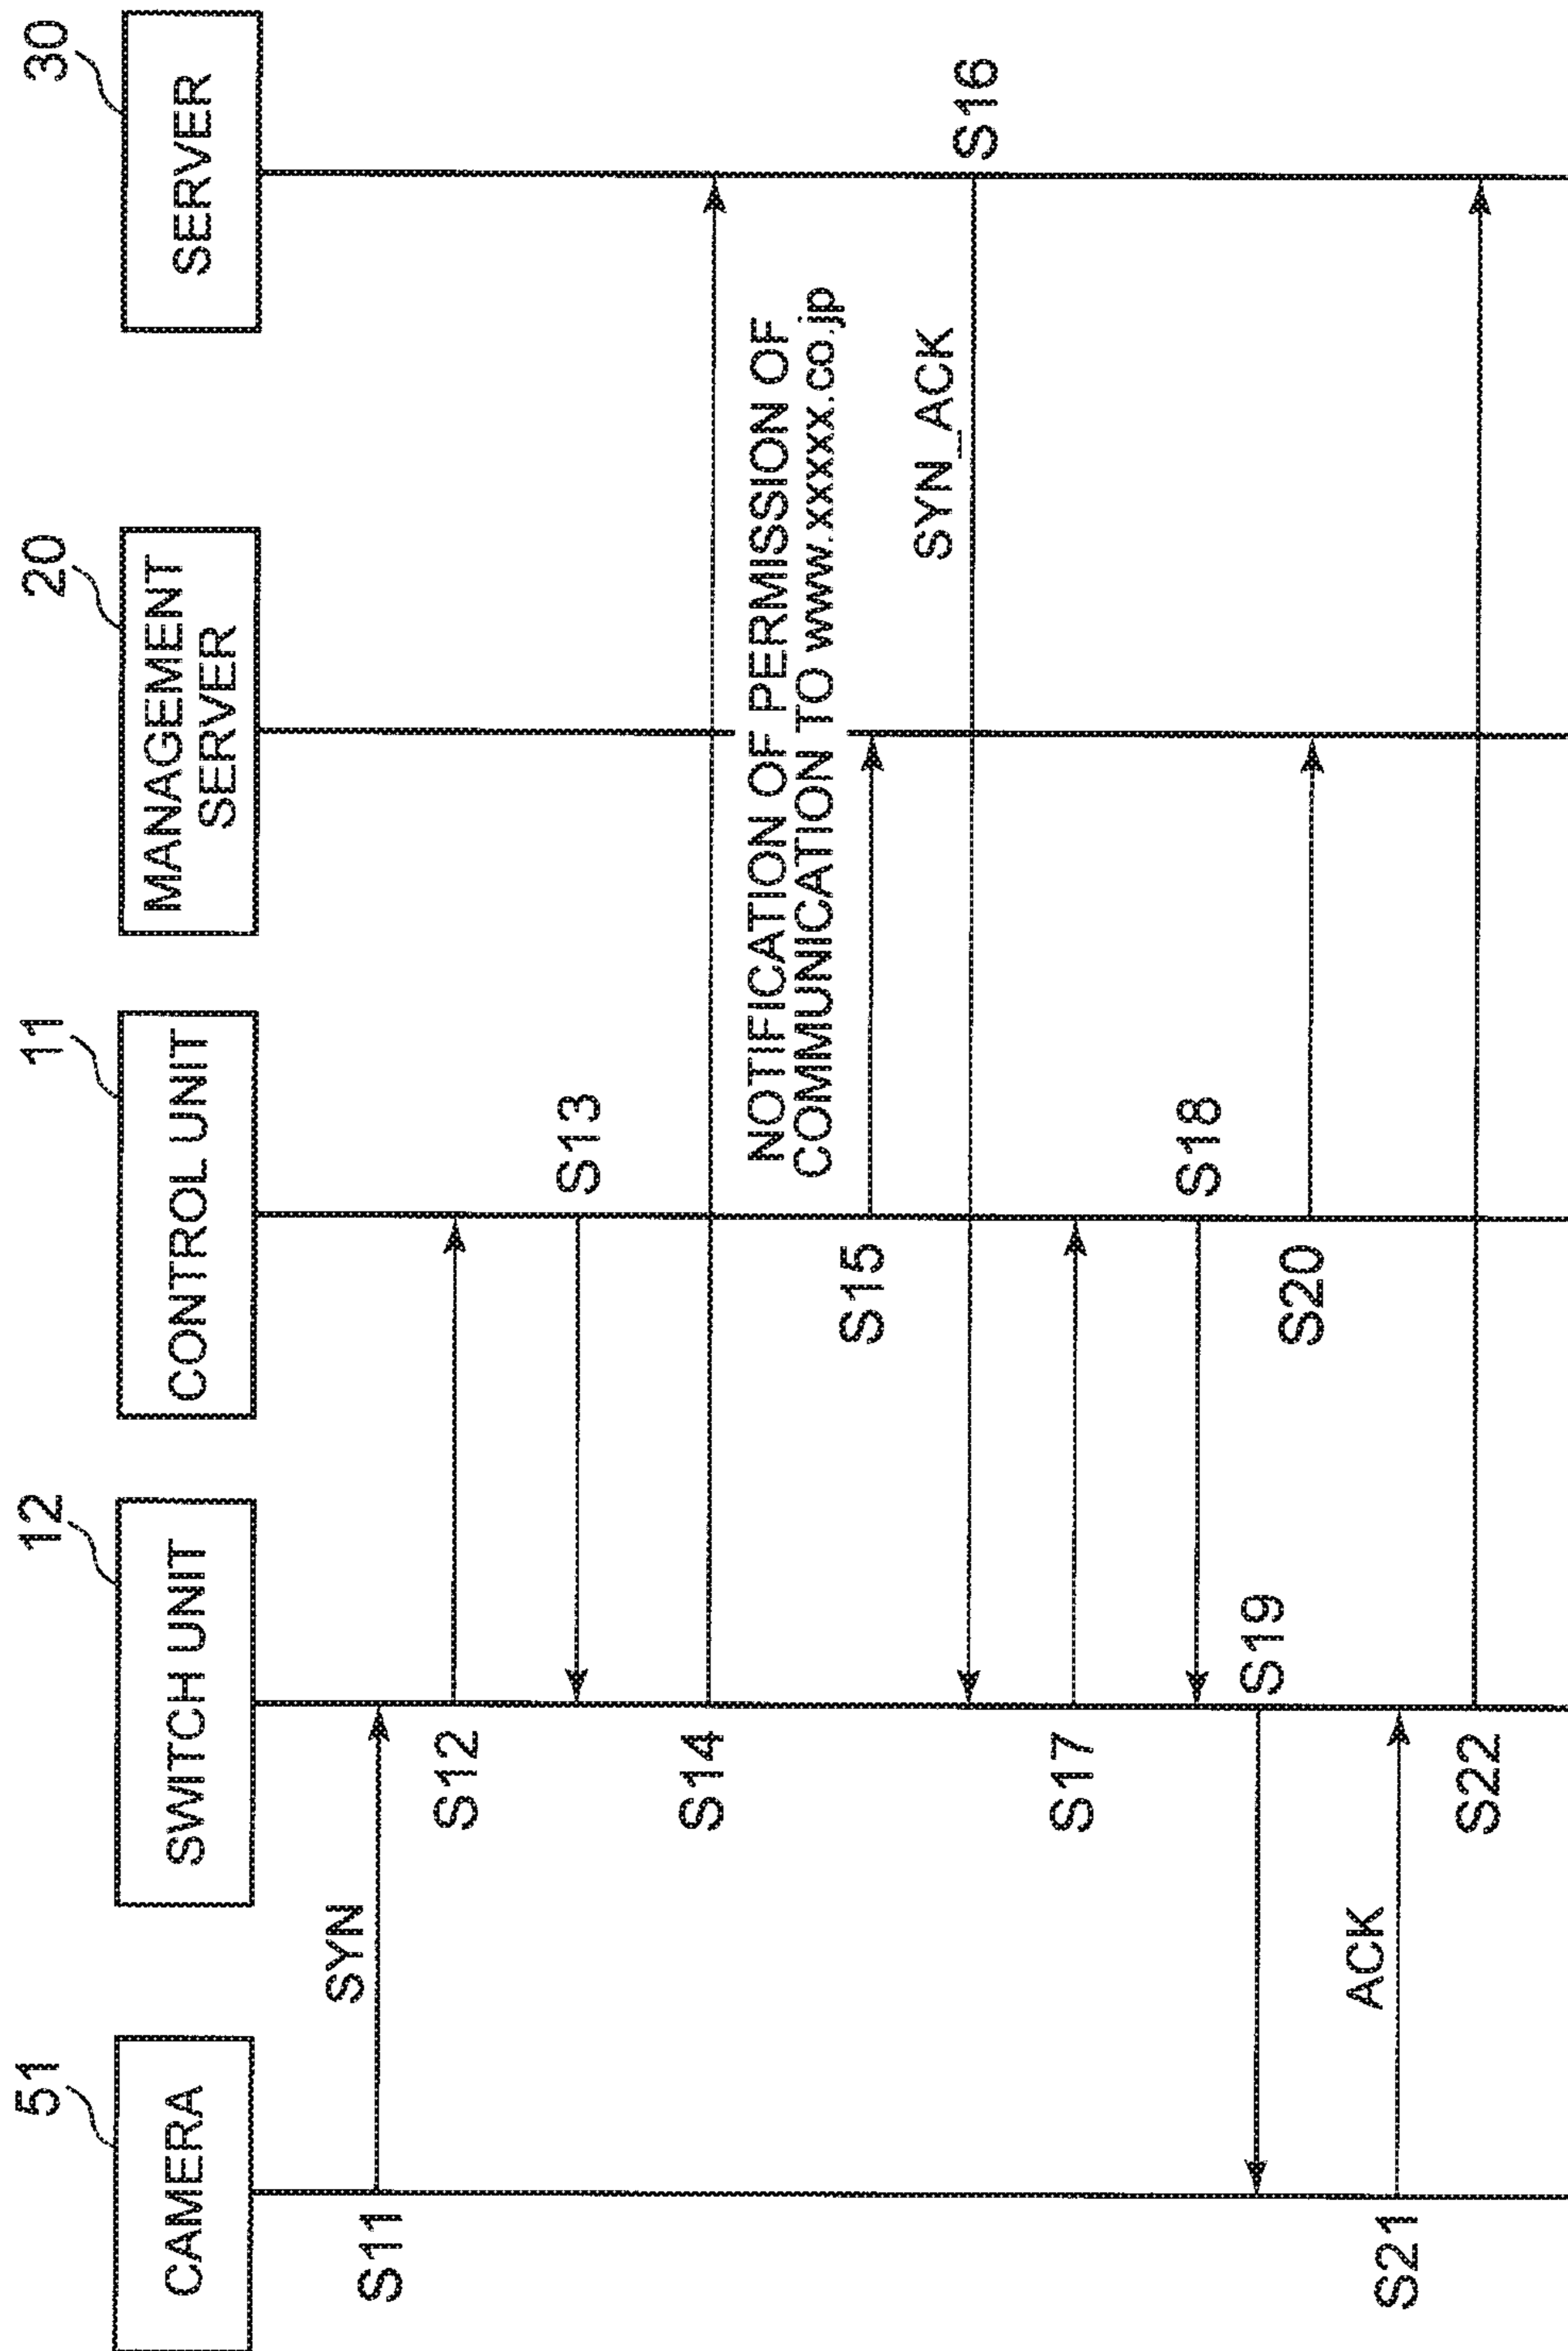 51
CAMERA
12
SWITCH UNIT
11
CONTROL UNIT
20
MANAGEMENT
SERVER
30
SERVER
SYN
S11
S12
S13
S14
NOTIFICATION OF PERMISSION OF
COMMUNICATION TO www.xxxxx.co.jp
S15
SYN_ACK
S16
S17
S18
S19
S20
ACK
S21
S22